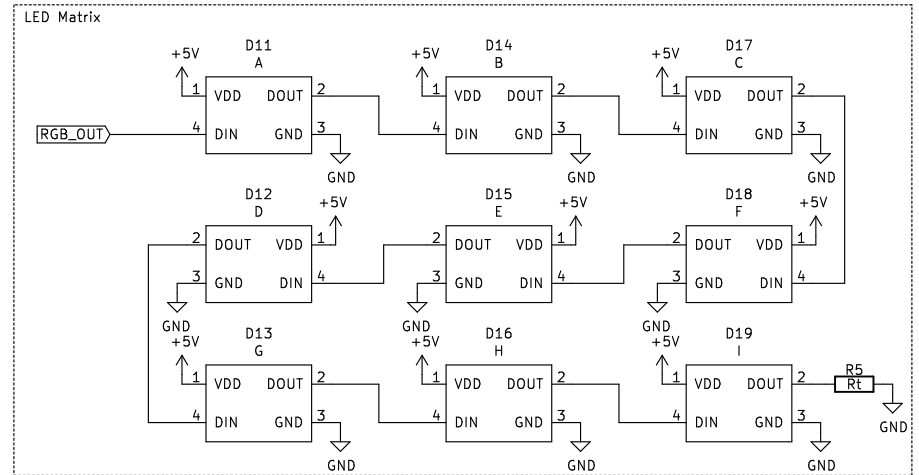 LED Matrix
D11
A
D14
B
D17
C
+5V
+5V
+5V
1 VDD DOUT 2
1 VDD DOUT 2
1 VDD DOUT 2
RGB_OUT
4 DIN GND 3
4 DIN GND 3
4 DIN GND 3
GND
GND
GND
D12
D
D15
E
D18
F
+5V
+5V
+5V
2 DOUT VDD 1
2 DOUT VDD 1
2 DOUT VDD 1
3 GND DIN 4
3 GND DIN 4
3 GND DIN 4
GND
GND
GND
D13
G
D16
H
D19
I
+5V
+5V
+5V
1 VDD DOUT 2
1 VDD DOUT 2
1 VDD DOUT 2
R5
Rt
4 DIN GND 3
4 DIN GND 3
4 DIN GND 3
GND
GND
GND
GND